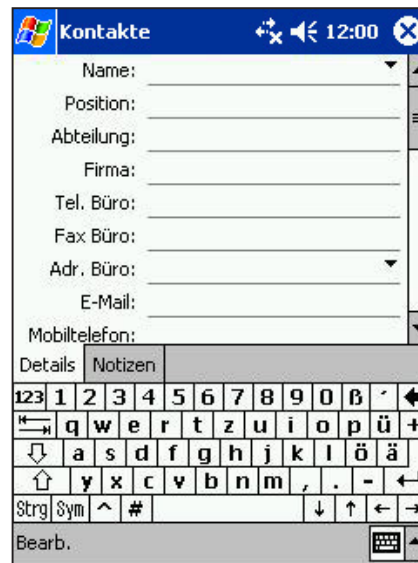 Kontakte 12:00
Name:
Position:
Abteilung:
Firma:
Tel. Büro:
Fax Büro:
Adr. Büro:
E-Mail:
Mobiltelefon:
Details Notizen
123 1 2 3 4 5 6 7 8 9 0 ß ´
q w e r t z u i o p ü +
a s d f g h j k l ö ä
y x c v b n m , . -
Strg Sym ^ #
Bearb.